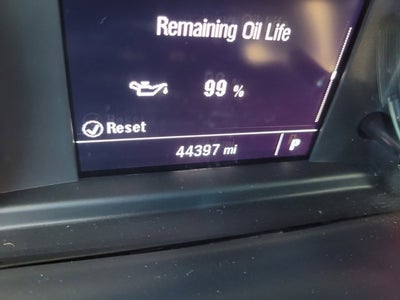 Remaining Oil Life
99 %
Reset
44397 mi P